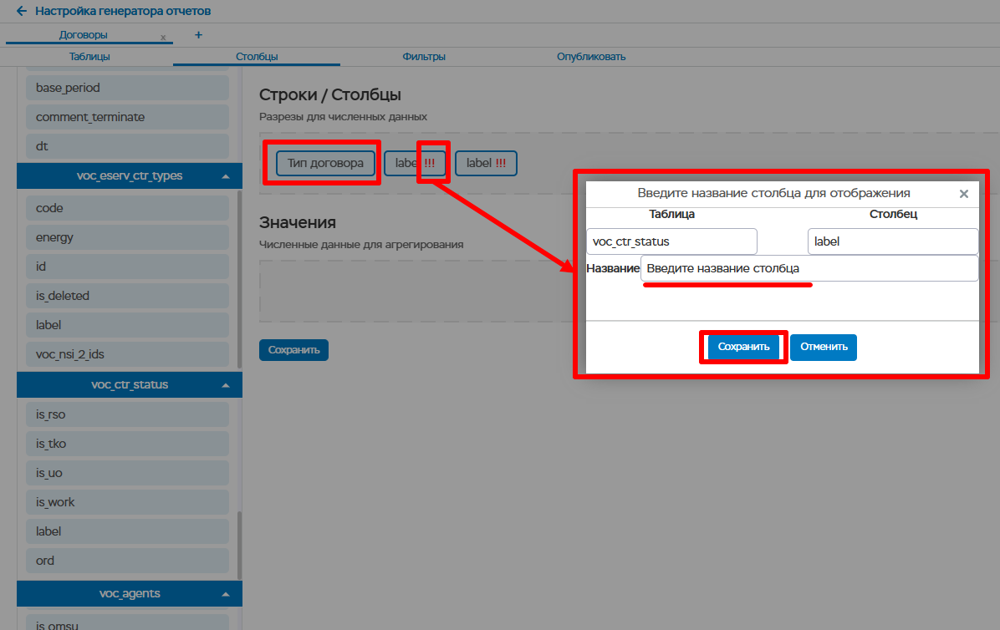 Настройка генератора отчетов
Договоры x +
Таблицы Столбцы Фильтры Опубликовать
base_period
comment_terminate
dt
voc_eserv_ctr_types
code
energy
id
is_deleted
label
voc_nsi_2_ids
voc_ctr_status
is_rso
is_tko
is_uo
is_work
label
ord
voc_agents
is_omsu
Строки / Столбцы
Разрезы для численных данных
Тип договора label !!! label !!!
Значения
Численные данные для агрегирования
Сохранить
Введите название столбца для отображения ×
Таблица Столбец
voc_ctr_status label
Название Введите название столбца
Сохранить Отменить